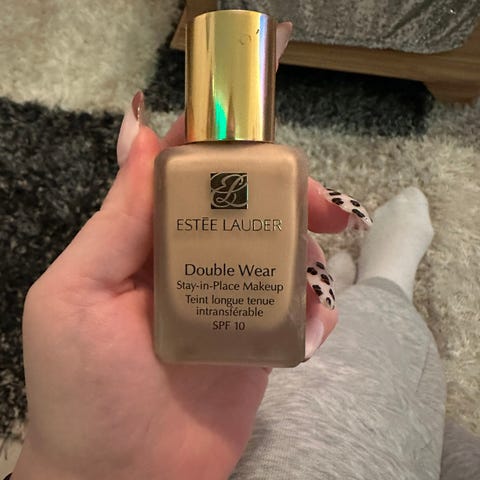 ESTĒE LAUDER
Double Wear
Stay-in-Place Makeup
Teint longue tenue
intransférable
SPF 10